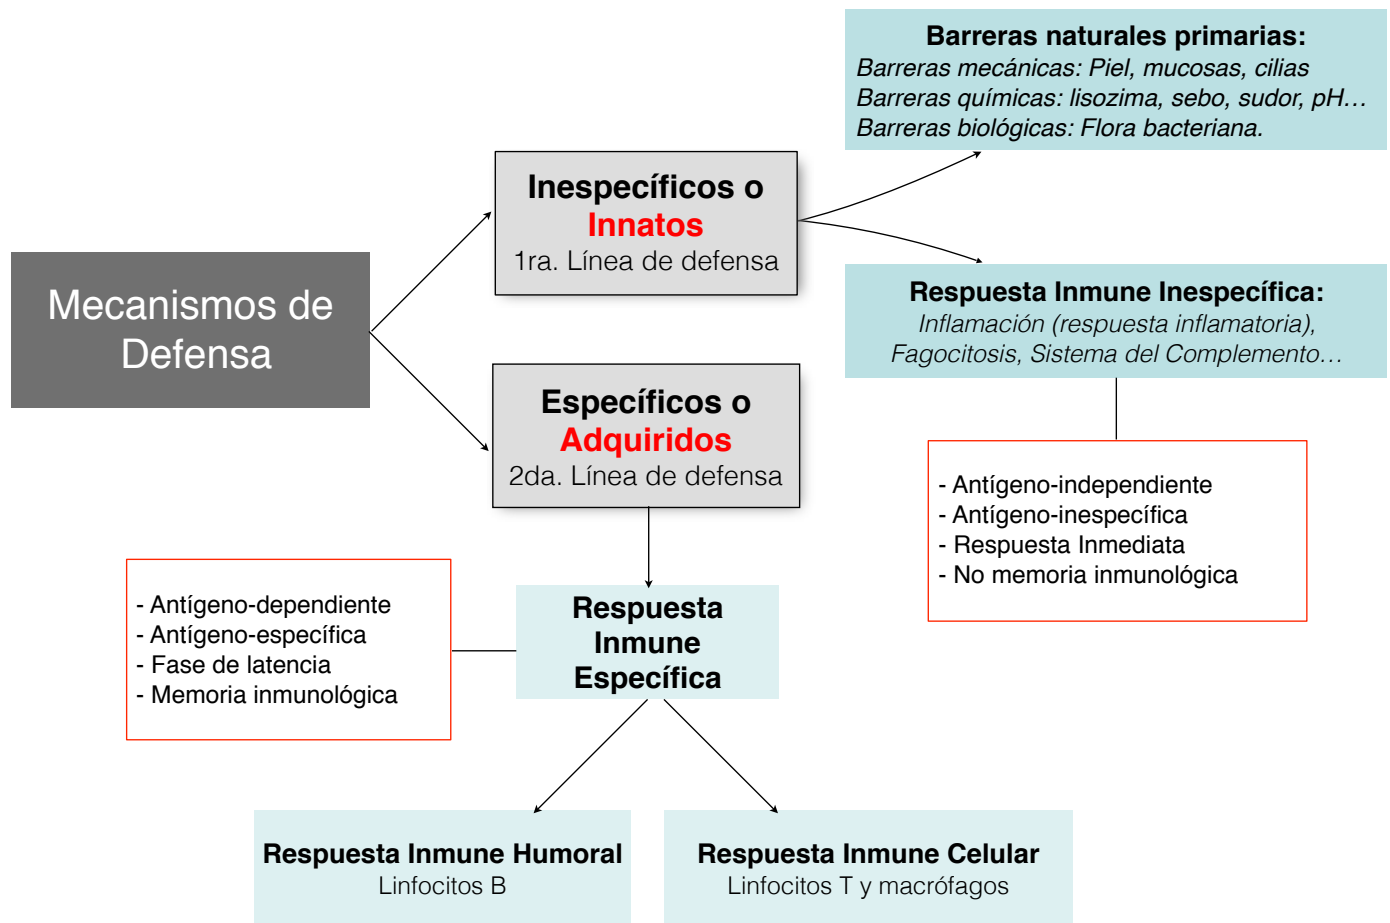 Barreras naturales primarias:
Barreras mecánicas: Piel, mucosas, cilias
Barreras químicas: lisozima, sebo, sudor, pH…
Barreras biológicas: Flora bacteriana.
Inespecíficos o
Innatos
1ra. Línea de defensa
Mecanismos de
Defensa
Respuesta Inmune Inespecífica:
Inflamación (respuesta inflamatoria),
Fagocitosis, Sistema del Complemento…
Específicos o
Adquiridos
2da. Línea de defensa
- Antígeno-independiente
- Antígeno-inespecífica
- Respuesta Inmediata
- No memoria inmunológica
- Antígeno-dependiente
- Antígeno-específica
- Fase de latencia
- Memoria inmunológica
Respuesta
Inmune
Específica
Respuesta Inmune Humoral
Linfocitos B
Respuesta Inmune Celular
Linfocitos T y macrófagos